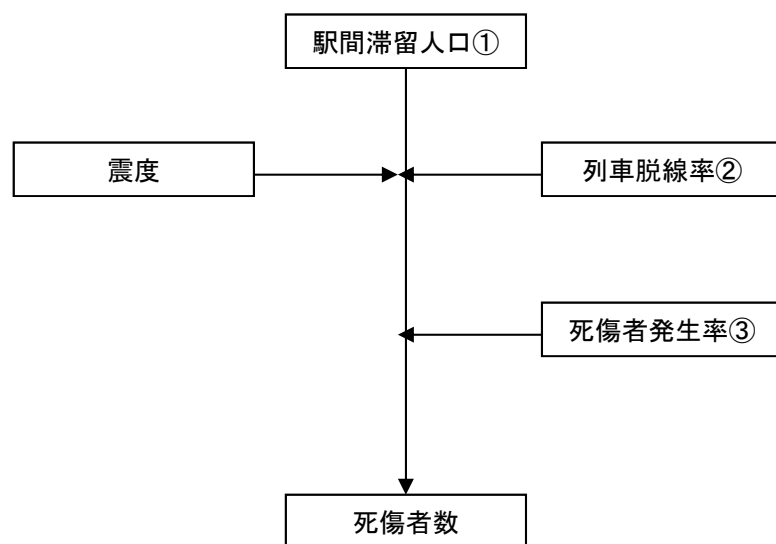 駅間滞留人口①
震度
列車脱線率②
死傷者発生率③
死傷者数